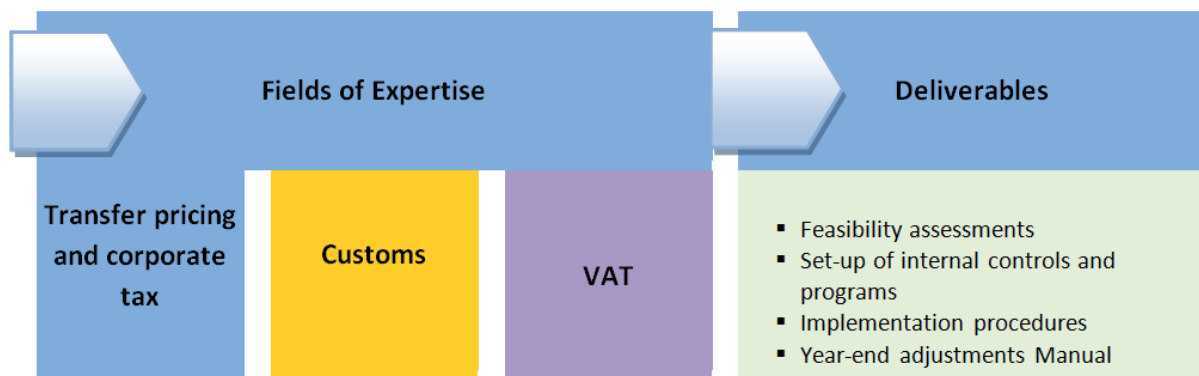 Fields of Expertise
Deliverables
Transfer pricing
and corporate
tax
Customs
VAT
▪ Feasibility assessments
▪ Set-up of internal controls and
programs
▪ Implementation procedures
▪ Year-end adjustments Manual